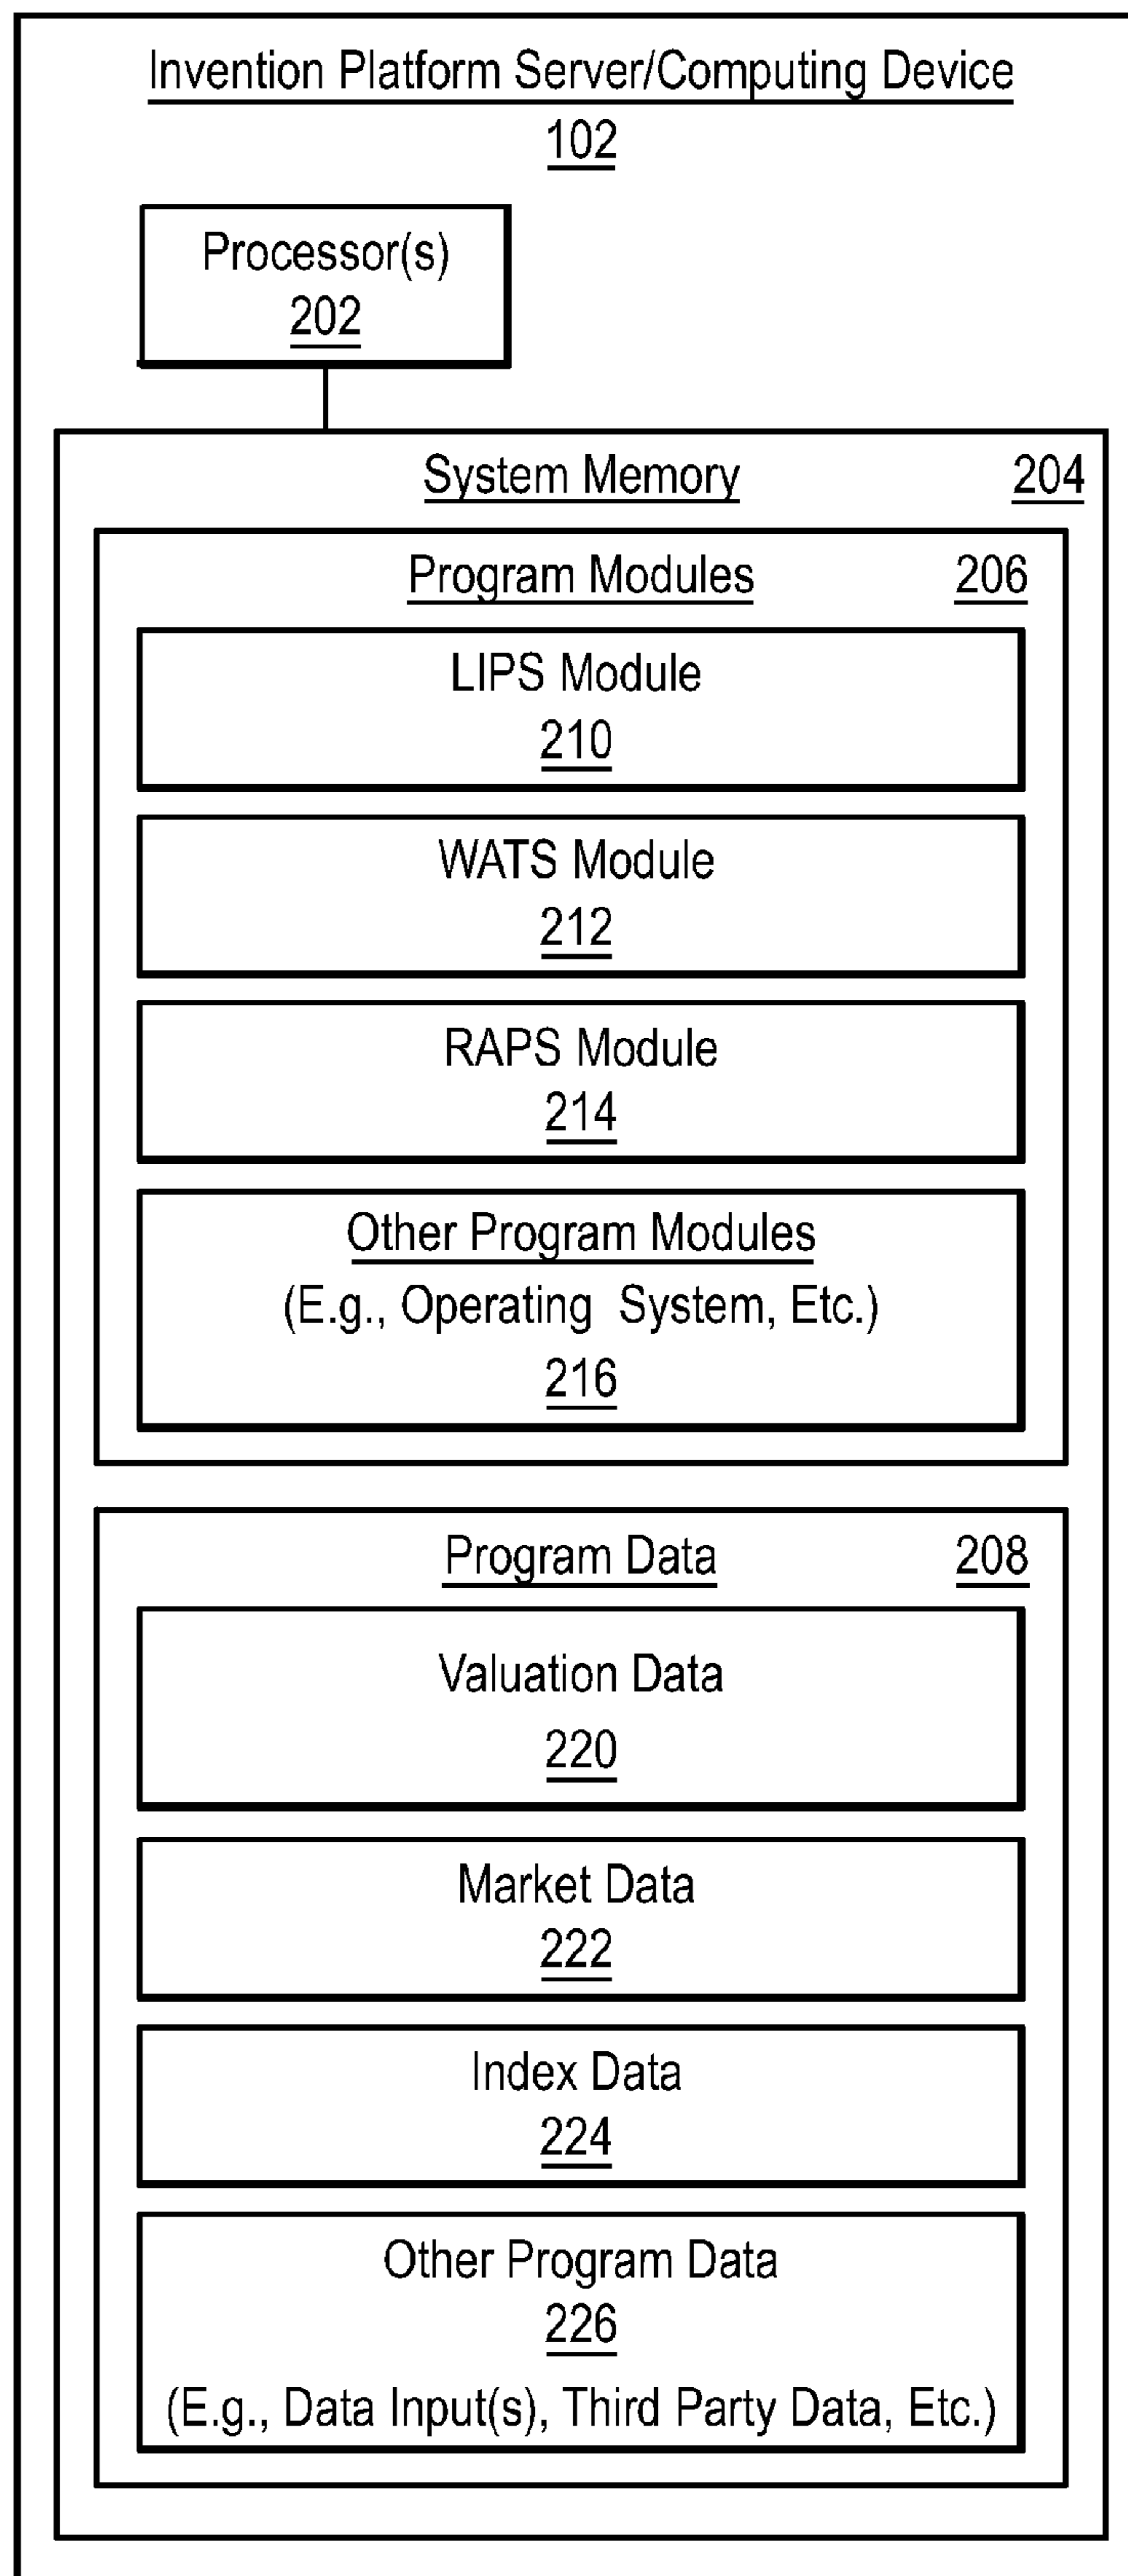 Invention Platform Server/Computing Device
102
Processor(s)
202
System Memory 204
Program Modules 206
LIPS Module
210
WATS Module
212
RAPS Module
214
Other Program Modules
(E.g., Operating System, Etc.)
216
Program Data 208
Valuation Data
220
Market Data
222
Index Data
224
Other Program Data
226
(E.g., Data Input(s), Third Party Data, Etc.)